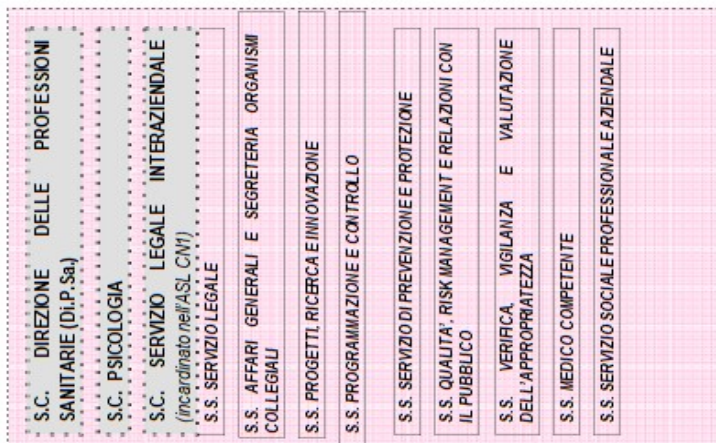 S.C. DIREZIONE DELLE PROFESSIONI
SANITARIE (Di.P.Sa.)
S.C. PSICOLOGIA
S.C. SERVIZIO LEGALE INTERAZIENDALE
(incardinato nell'ASL CN1)
S.S. SERVIZIO LEGALE
S.S. AFFARI GENERALI E SEGRETERIA ORGANISMI
COLLEGIALI
S.S. PROGETTI, RICERCA E INNOVAZIONE
S.S. PROGRAMMAZIONE E CONTROLLO
S.S. SERVIZIO DI PREVENZIONE E PROTEZIONE
S.S. QUALITA', RISK MANAGEMENT E RELAZIONI CON
IL PUBBLICO
S.S. VERIFICA, VIGILANZA E VALUTAZIONE
DELL'APPROPRIATEZZA
S.S. MEDICO COMPETENTE
S.S. SERVIZIO SOCIALE PROFESSIONALE AZIENDALE